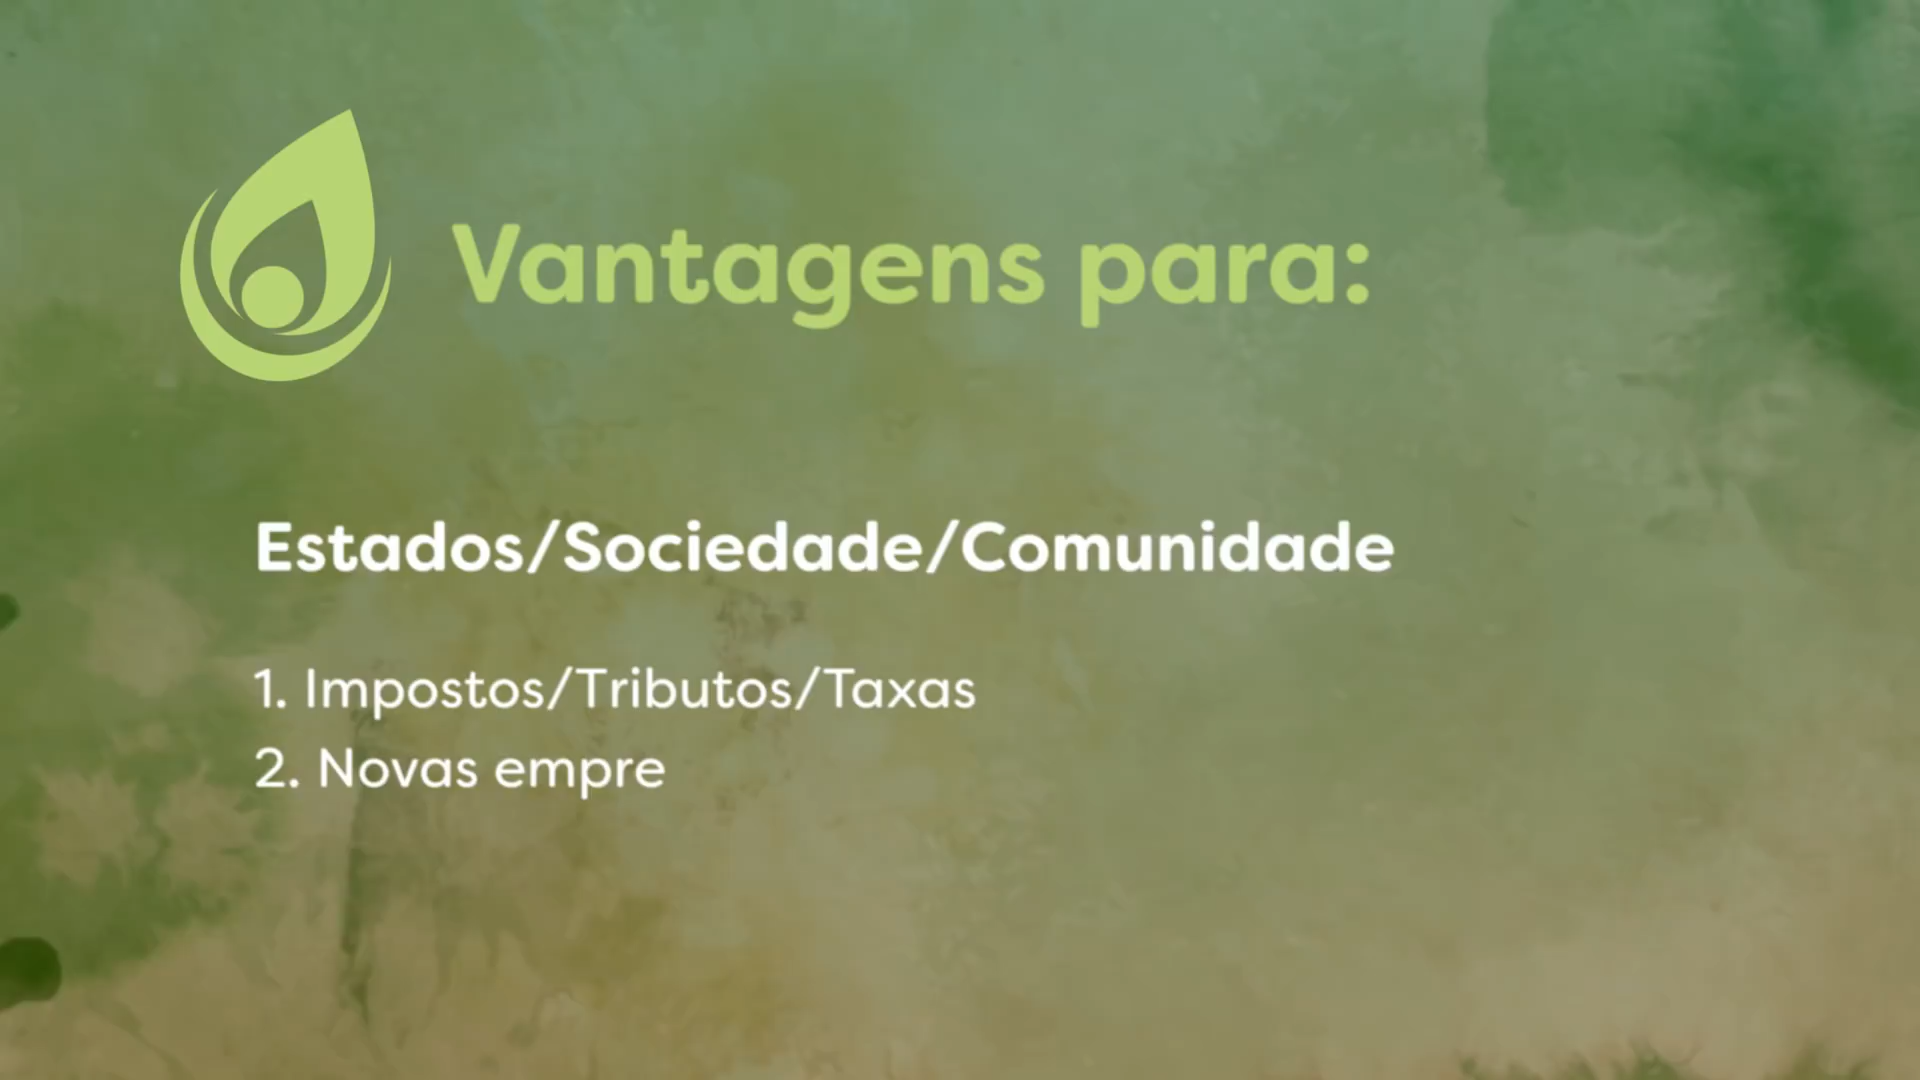 Vantagens para:
Estados/Sociedade/Comunidade
1. Impostos/Tributos/Taxas
2. Novas empre